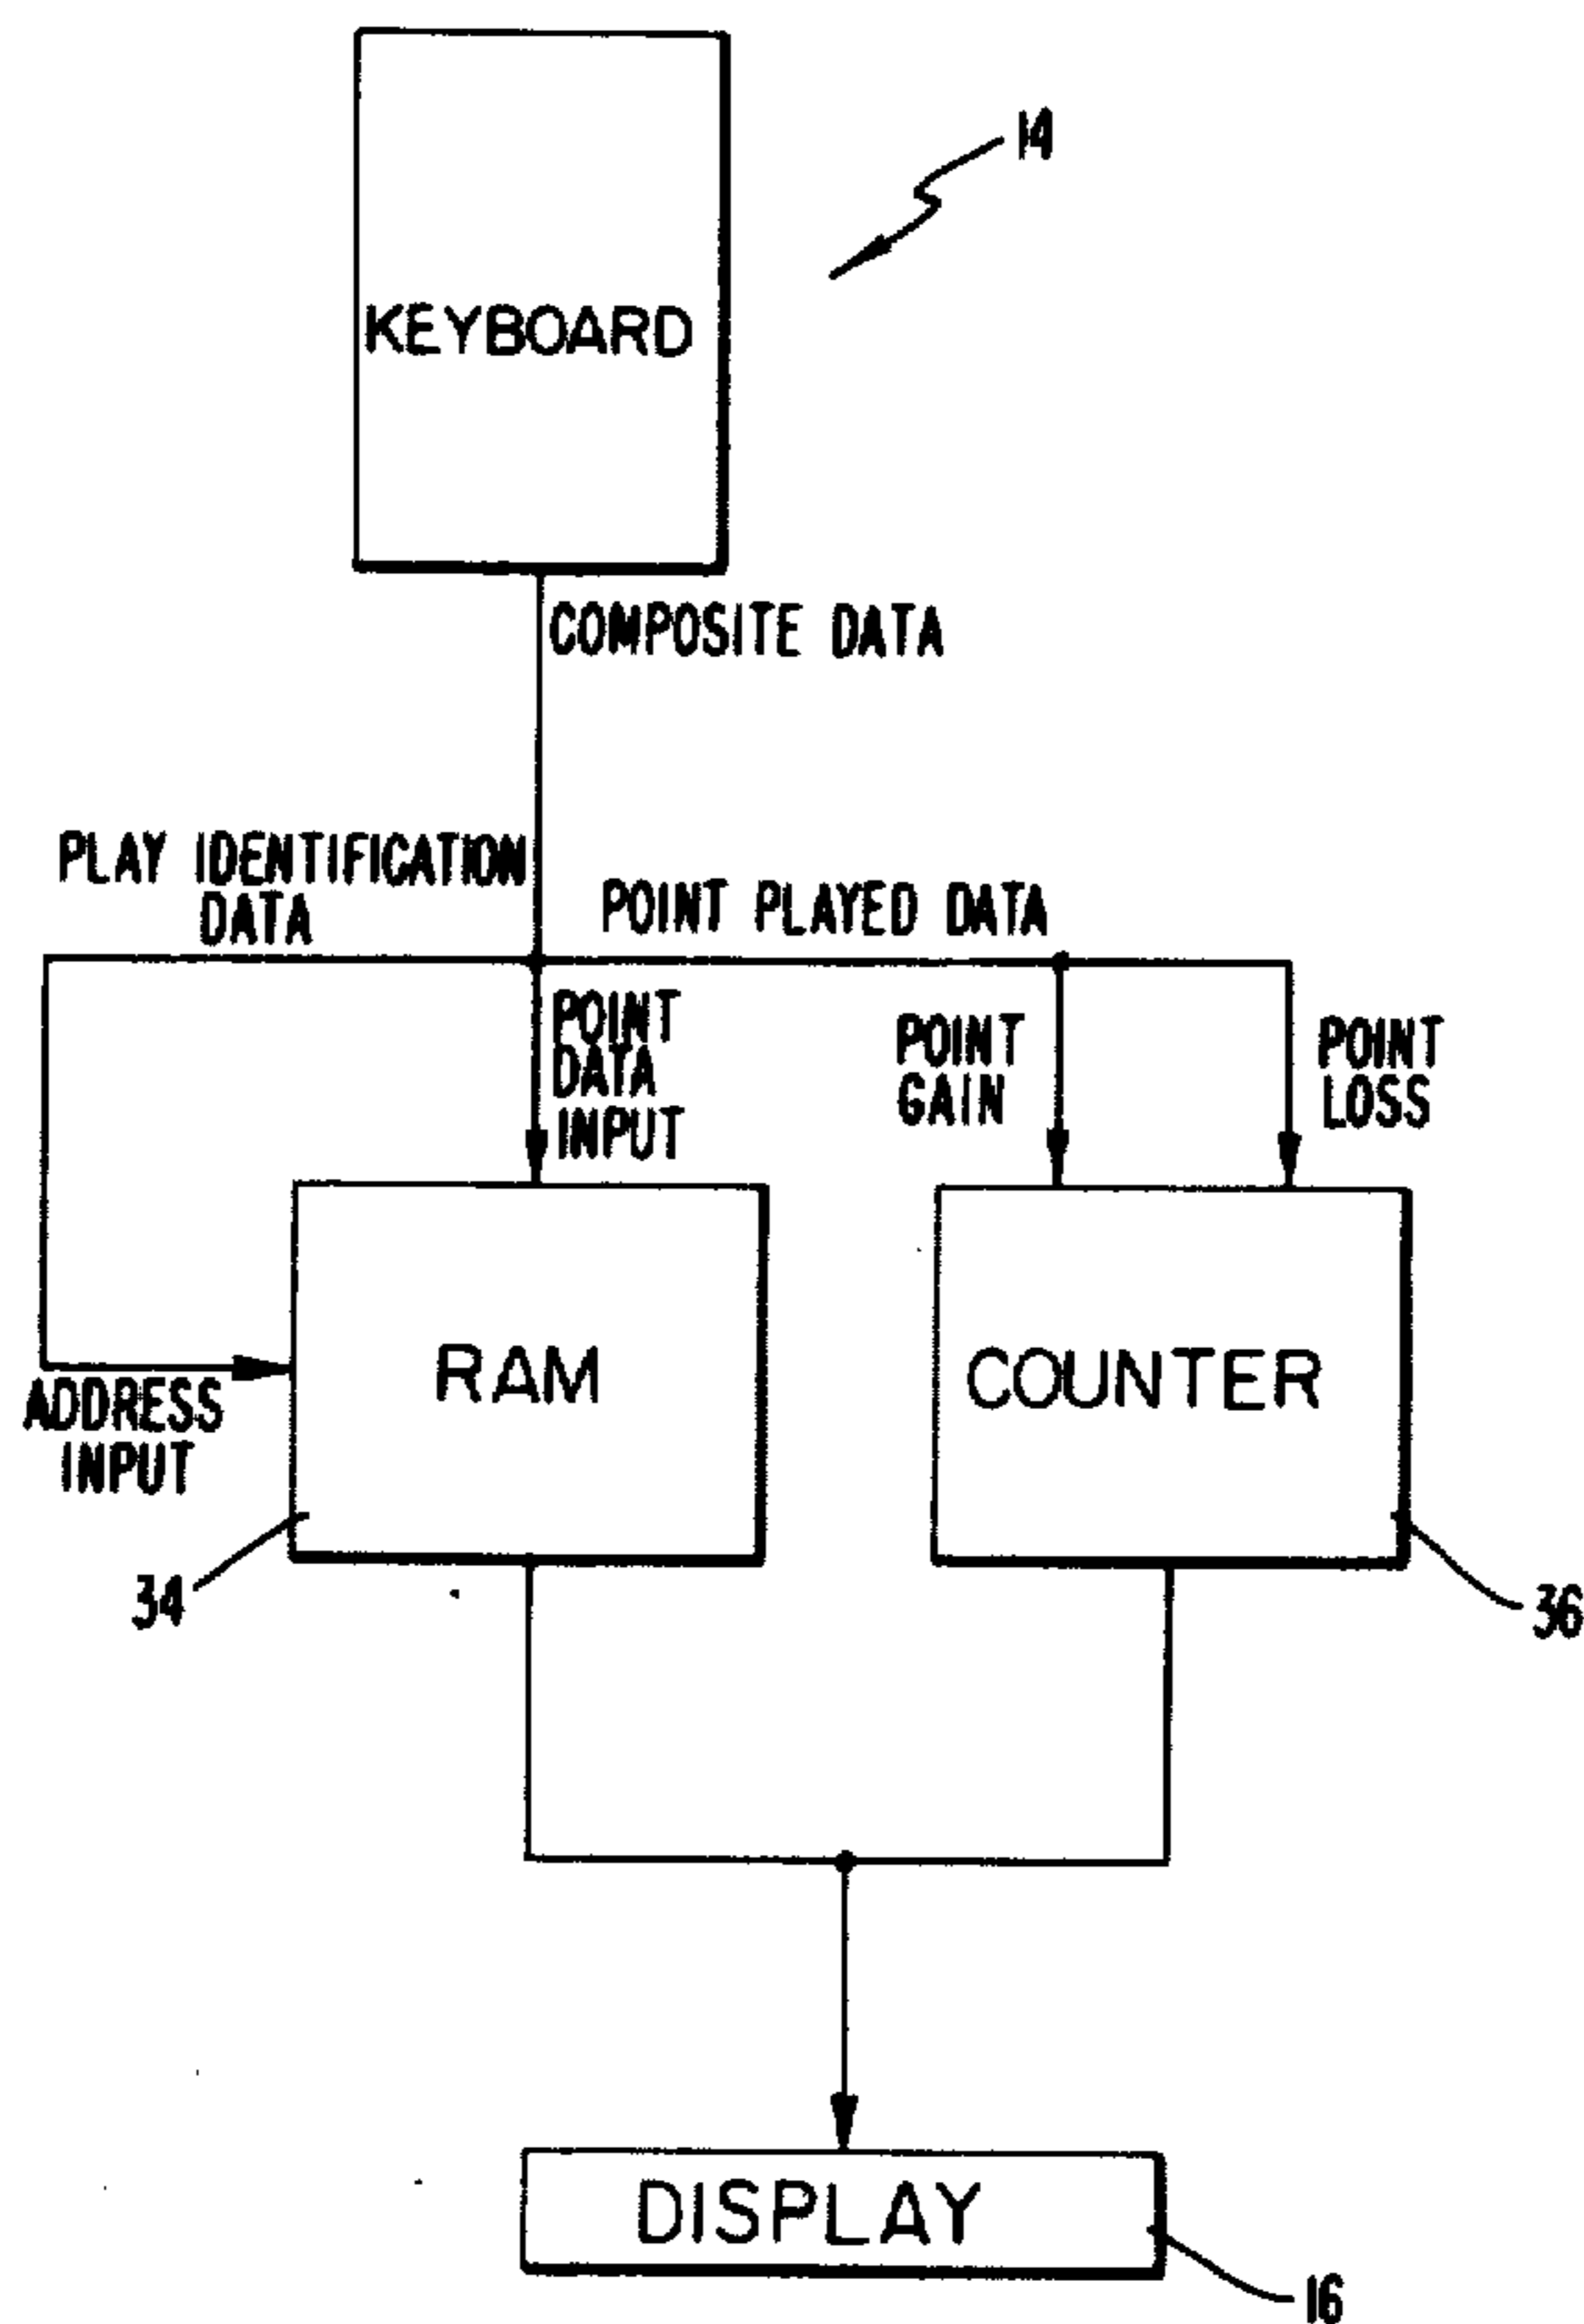 14
KEYBOARD
COMPOSITE DATA
PLAY IDENTIFICATION
DATA
POINT PLAYED DATA
POINT
DATA
INPUT
POINT
GAIN
POINT
LOSS
RAM
COUNTER
ADDRESS
INPUT
34
36
DISPLAY
16